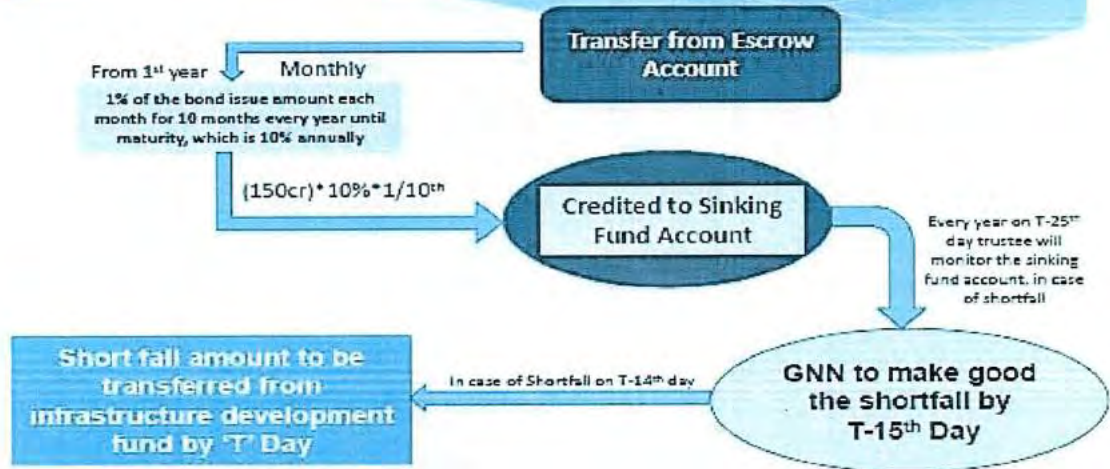 Transfer from Escrow
Account
From 1st year
Monthly
1% of the bond issue amount each
month for 10 months every year until
maturity, which is 10% annually
(150cr)* 10%*1/10th
Credited to Sinking
Fund Account
Every year on T-25th
day trustee will
monitor the sinking
fund account, in case
of shortfall
GNN to make good
the shortfall by
T-15th Day
In case of Shortfall on T-14th day
Short fall amount to be
transferred from
infrastructure development
fund by 'T' Day